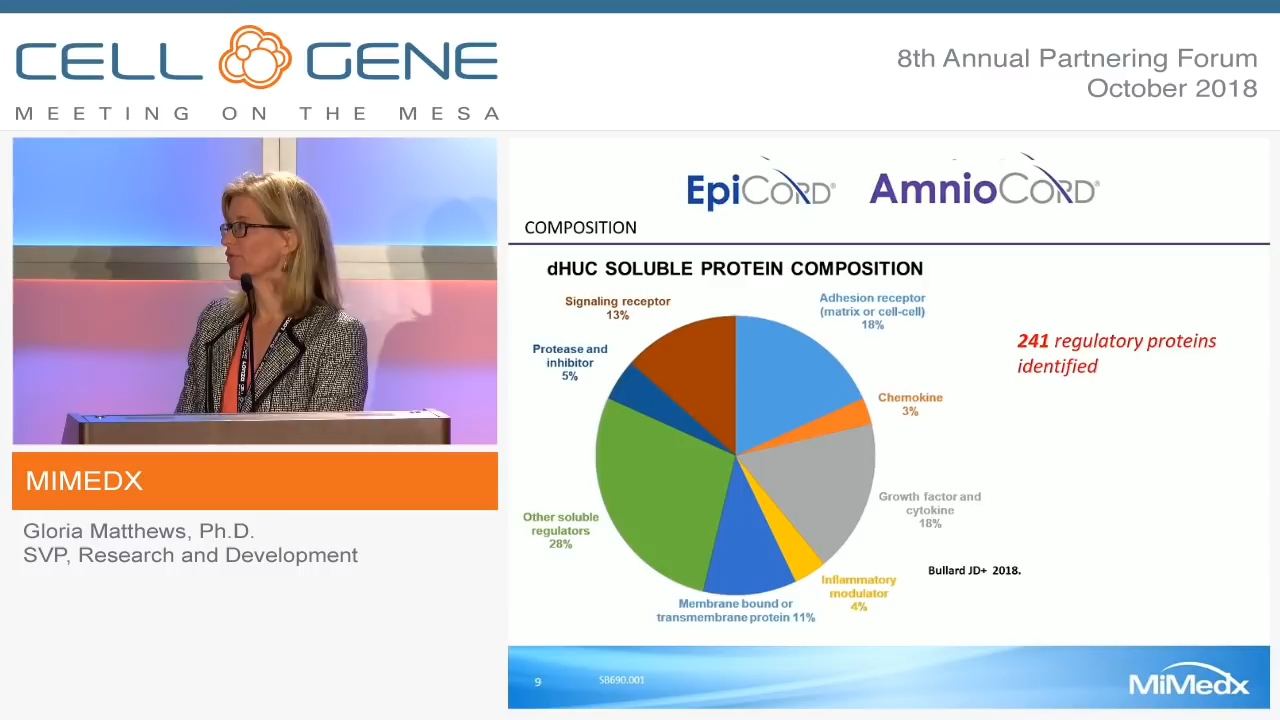 CELL GENE
MEETING ON THE MESA
8th Annual Partnering Forum
October 2018
MIMEDX
Gloria Matthews, Ph.D.
SVP, Research and Development
EpiCORD® AmnioCORD®
COMPOSITION
dHUC SOLUBLE PROTEIN COMPOSITION
Signaling receptor
13%
Adhesion receptor
(matrix or cell-cell)
18%
Protease and
inhibitor
5%
Chemokine
3%
Growth factor and
cytokine
18%
Other soluble
regulators
28%
Inflammatory
modulator
4%
Membrane bound or
transmembrane protein 11%
241 regulatory proteins
identified
Bullard JD+ 2018.
9
SB690.001
MiMedx